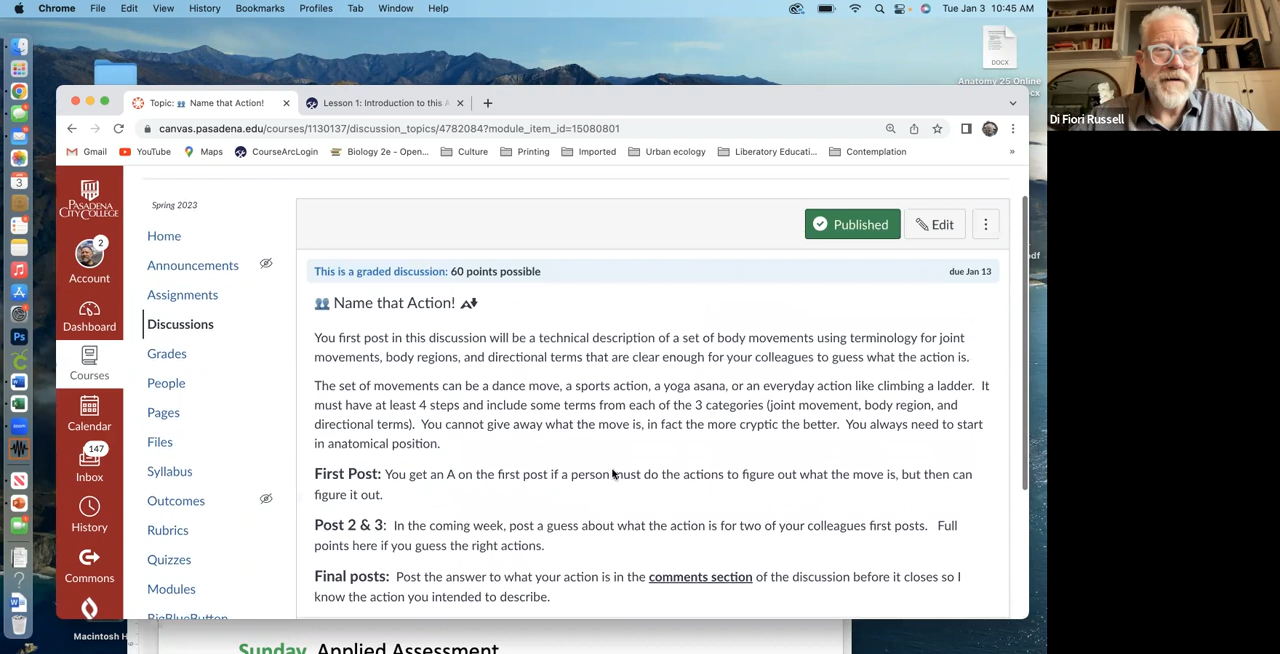 Chrome File Edit View History Bookmarks Profiles Tab Window Help Tue Jan 3 10:45 AM
DOCX
Anatomy 25 Online
Di Fiori Russell
Topic: Name that Action!
Lesson 1: Introduction to this A
canvas.pasadena.edu/courses/1130137/discussion_topics/4782084?module_item_id=15080801
Gmail YouTube Maps CourseArcLogin Biology 2e - Open... Culture Printing Imported Urban ecology Liberatory Educati... Contemplation »
PASADENA
CITY COLLEGE
2
Account
Dashboard
Courses
Calendar
147
Inbox
History
Commons
Spring 2023
Home
Announcements
Assignments
Discussions
Grades
People
Pages
Files
Syllabus
Outcomes
Rubrics
Quizzes
Modules
BigBlueButton
Published Edit
This is a graded discussion: 60 points possible due Jan 13
Name that Action!
You first post in this discussion will be a technical description of a set of body movements using terminology for joint
movements, body regions, and directional terms that are clear enough for your colleagues to guess what the action is.
The set of movements can be a dance move, a sports action, a yoga asana, or an everyday action like climbing a ladder. It
must have at least 4 steps and include some terms from each of the 3 categories (joint movement, body region, and
directional terms). You cannot give away what the move is, in fact the more cryptic the better. You always need to start
in anatomical position.
First Post: You get an A on the first post if a person must do the actions to figure out what the move is, but then can
figure it out.
Post 2 & 3: In the coming week, post a guess about what the action is for two of your colleagues first posts. Full
points here if you guess the right actions.
Final posts: Post the answer to what your action is in the comments section of the discussion before it closes so I
know the action you intended to describe.
Macintosh H
Sunday Applied Assessment